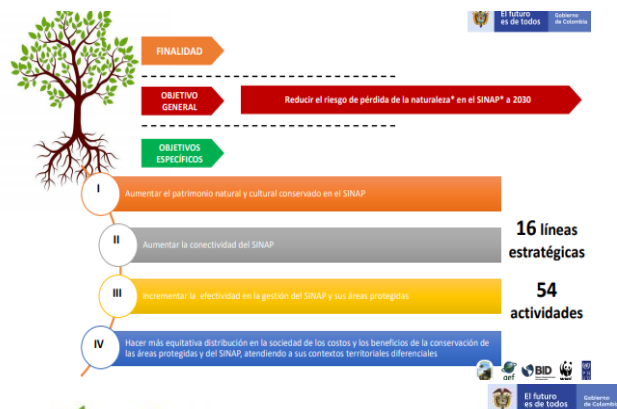 El futuro
es de todos
Gobierno
de Colombia
FINALIDAD
OBJETIVO
GENERAL
Reducir el riesgo de pérdida de la naturaleza* en el SINAP* a 2030
OBJETIVOS
ESPECÍFICOS
I
Aumentar el patrimonio natural y cultural conservado en el SINAP
II
Aumentar la conectividad del SINAP
16 líneas
estratégicas
III
Incrementar la efectividad en la gestión del SINAP y sus áreas protegidas
54
actividades
IV
Hacer más equitativa distribución en la sociedad de los costos y los beneficios de la conservación de
las áreas protegidas y del SINAP, atendiendo a sus contextos territoriales diferenciales
gef
BID
WWF
El futuro
es de todos
Gobierno
de Colombia